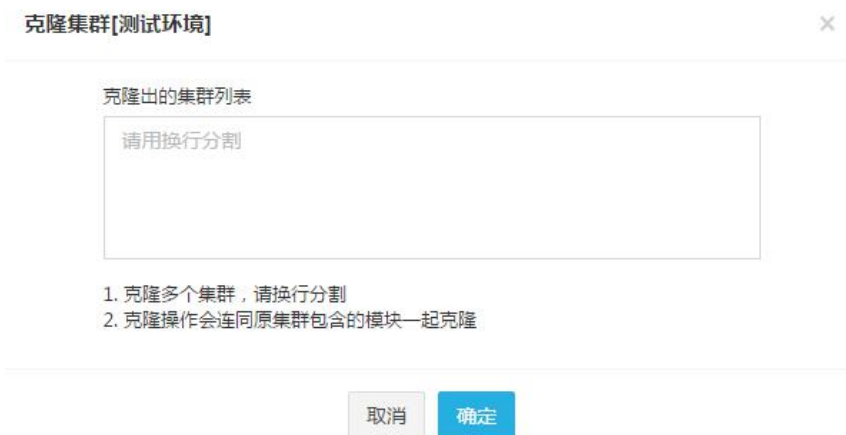 克隆集群[测试环境]
×
克隆出的集群列表
请用换行分割
1. 克隆多个集群，请换行分割
2. 克隆操作会连同原集群包含的模块一起克隆
取消
确定